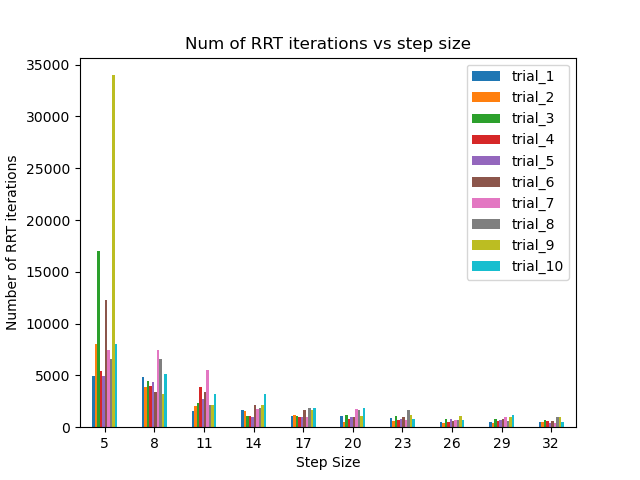 Num of RRT iterations vs step size
35000
30000
25000
20000
15000
10000
5000
0
Number of RRT iterations
trial_1
trial_2
trial_3
trial_4
trial_5
trial_6
trial_7
trial_8
trial_9
trial_10
5 8 11 14 17 20 23 26 29 32
Step Size